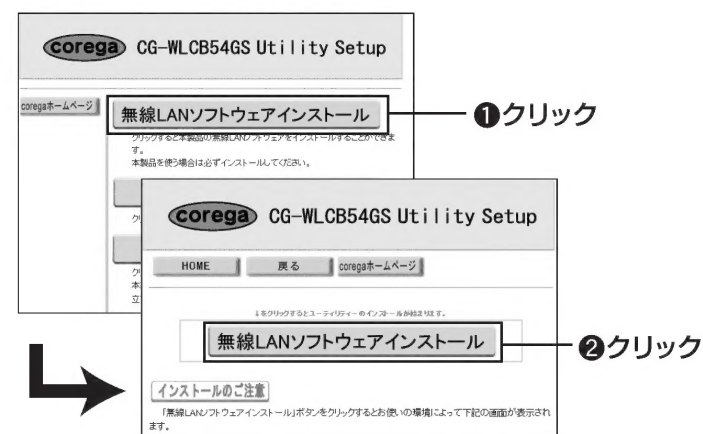 corega CG-WLCB54GS Utility Setup
coregaホームページ
無線LANソフトウェアインストール
❶クリック
クリックすると本製品の無線LANソフトウェアをインストールすることができま
す。
本製品を使う場合は必ずインストールしてください。
ク
ク
本
立
corega CG-WLCB54GS Utility Setup
HOME 戻る coregaホームページ
↓をクリックするとユーティリティーのインストールが始まります。
無線LANソフトウェアインストール
❷クリック
インストールのご注意
「無線LANソフトウェアインストール」ボタンをクリックするとお使いの環境によって下記の画面が表示され
ます。